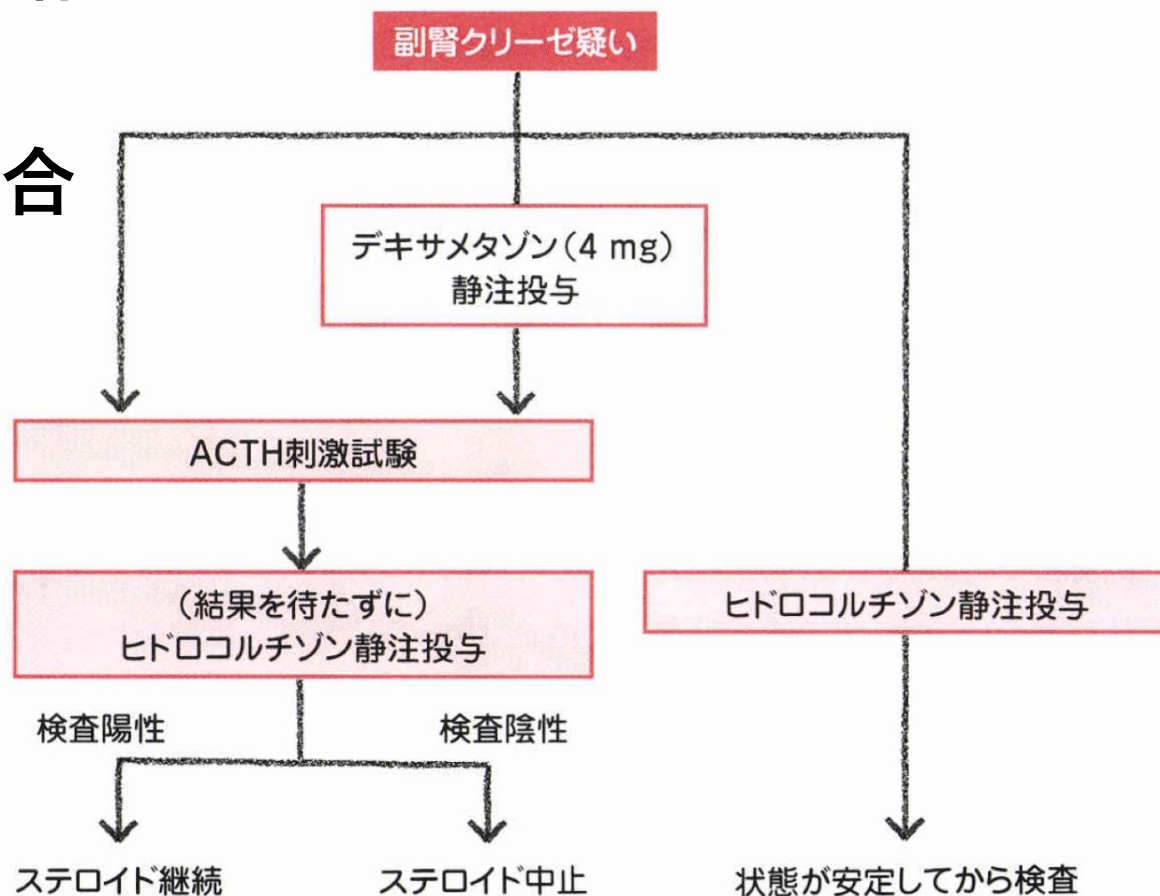 副腎クリーゼ疑い
合
デキサメタゾン(4 mg)
静注投与
ACTH刺激試験
(結果を待たずに)
ヒドロコルチゾン静注投与
ヒドロコルチゾン静注投与
検査陽性
検査陰性
ステロイド継続
ステロイド中止
状態が安定してから検査